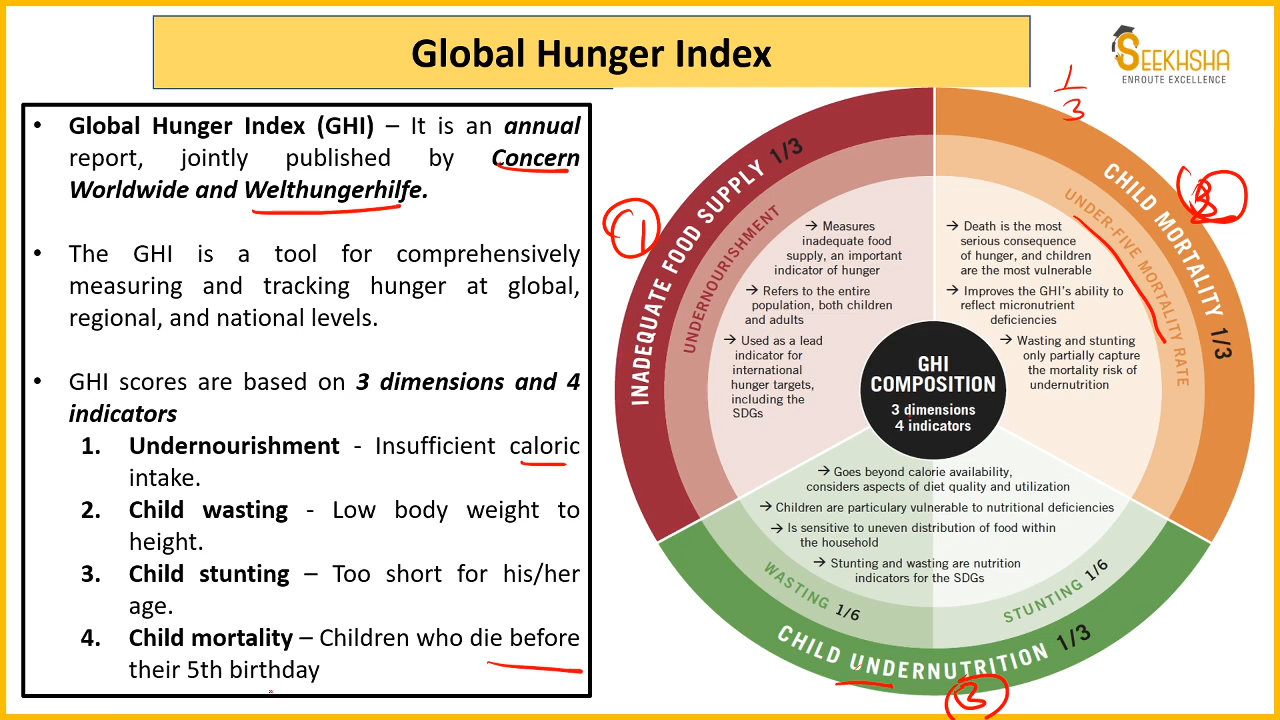 Global Hunger Index
SEEKHSHA
ENROUTE EXCELLENCE
• Global Hunger Index (GHI) – It is an annual
report, jointly published by Concern
Worldwide and Welthungerhilfe.
• The GHI is a tool for comprehensively
measuring and tracking hunger at global,
regional, and national levels.
• GHI scores are based on 3 dimensions and 4
indicators
1. Undernourishment - Insufficient caloric
intake.
2. Child wasting - Low body weight to
height.
3. Child stunting – Too short for his/her
age.
4. Child mortality – Children who die before
their 5th birthday
1/3
1
INADEQUATE FOOD SUPPLY 1/3
UNDERNOURISHMENT
→ Measures
inadequate food
supply, an important
indicator of hunger
→ Refers to the entire
population, both children
and adults
→ Used as a lead
indicator for
international
hunger targets,
including the
SDGs
CHILD MORTALITY 1/3
UNDER-FIVE MORTALITY RATE
→ Death is the most
serious consequence
of hunger, and children
are the most vulnerable
→ Improves the GHI's ability to
reflect micronutrient
deficiencies
→ Wasting and stunting
only partially capture
the mortality risk of
undernutrition
GHI
COMPOSITION
3 dimensions
4 indicators
→ Goes beyond calorie availability,
considers aspects of diet quality and utilization
→ Children are particulary vulnerable to nutritional deficiencies
→ Is sensitive to uneven distribution of food within
the household
→ Stunting and wasting are nutrition
indicators for the SDGs
WASTING 1/6
STUNTING 1/6
CHILD UNDERNUTRITION 1/3